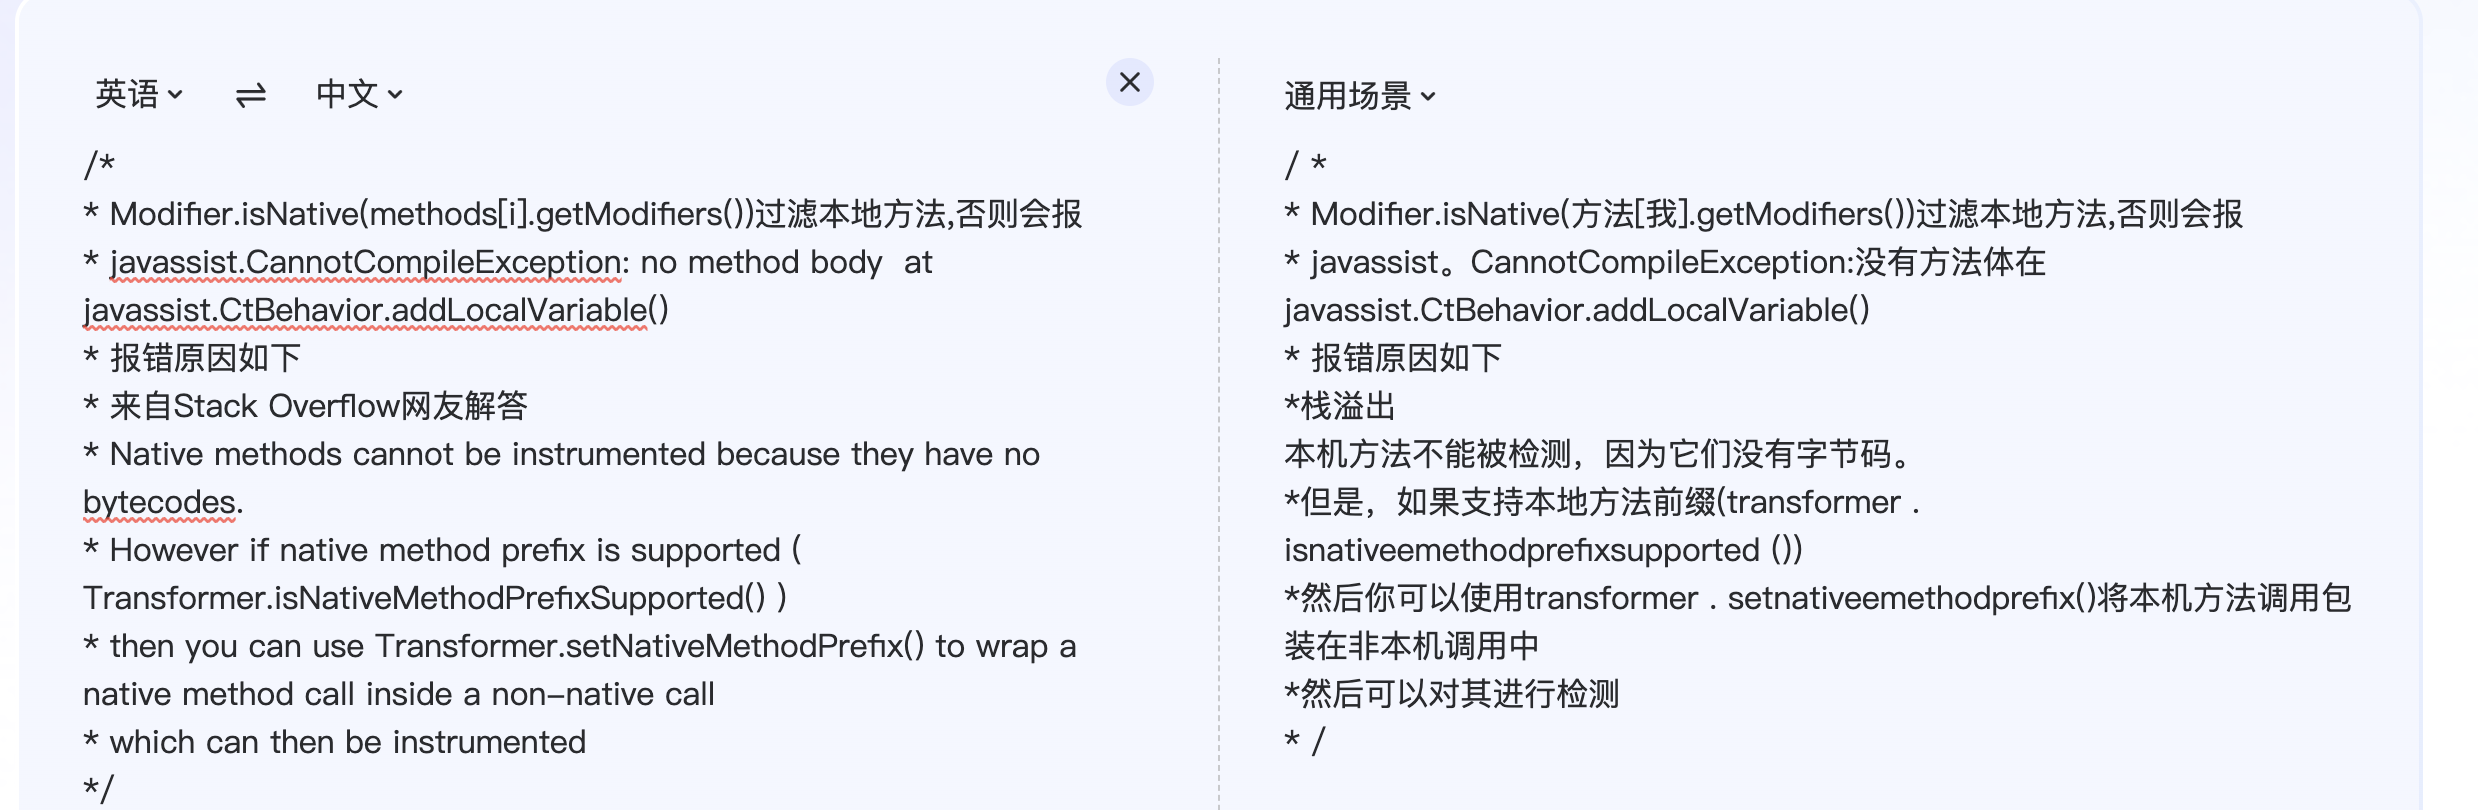 英语 中文
/*
* Modifier.isNative(methods[i].getModifiers())过滤本地方法,否则会报
* javassist.CannotCompileException: no method body  at
javassist.CtBehavior.addLocalVariable()
* 报错原因如下
* 来自Stack Overflow网友解答
* Native methods cannot be instrumented because they have no
bytecodes.
* However if native method prefix is supported (
Transformer.isNativeMethodPrefixSupported() )
* then you can use Transformer.setNativeMethodPrefix() to wrap a
native method call inside a non-native call
* which can then be instrumented
*/
通用场景
/ *
* Modifier.isNative(方法[我].getModifiers())过滤本地方法,否则会报
* javassist。CannotCompileException:没有方法体在
javassist.CtBehavior.addLocalVariable()
* 报错原因如下
*栈溢出
本机方法不能被检测，因为它们没有字节码。
*但是，如果支持本地方法前缀(transformer .
isnativeemethodprefixsupported ())
*然后你可以使用transformer . setnativeemethodprefix()将本机方法调用包
装在非本机调用中
*然后可以对其进行检测
* /